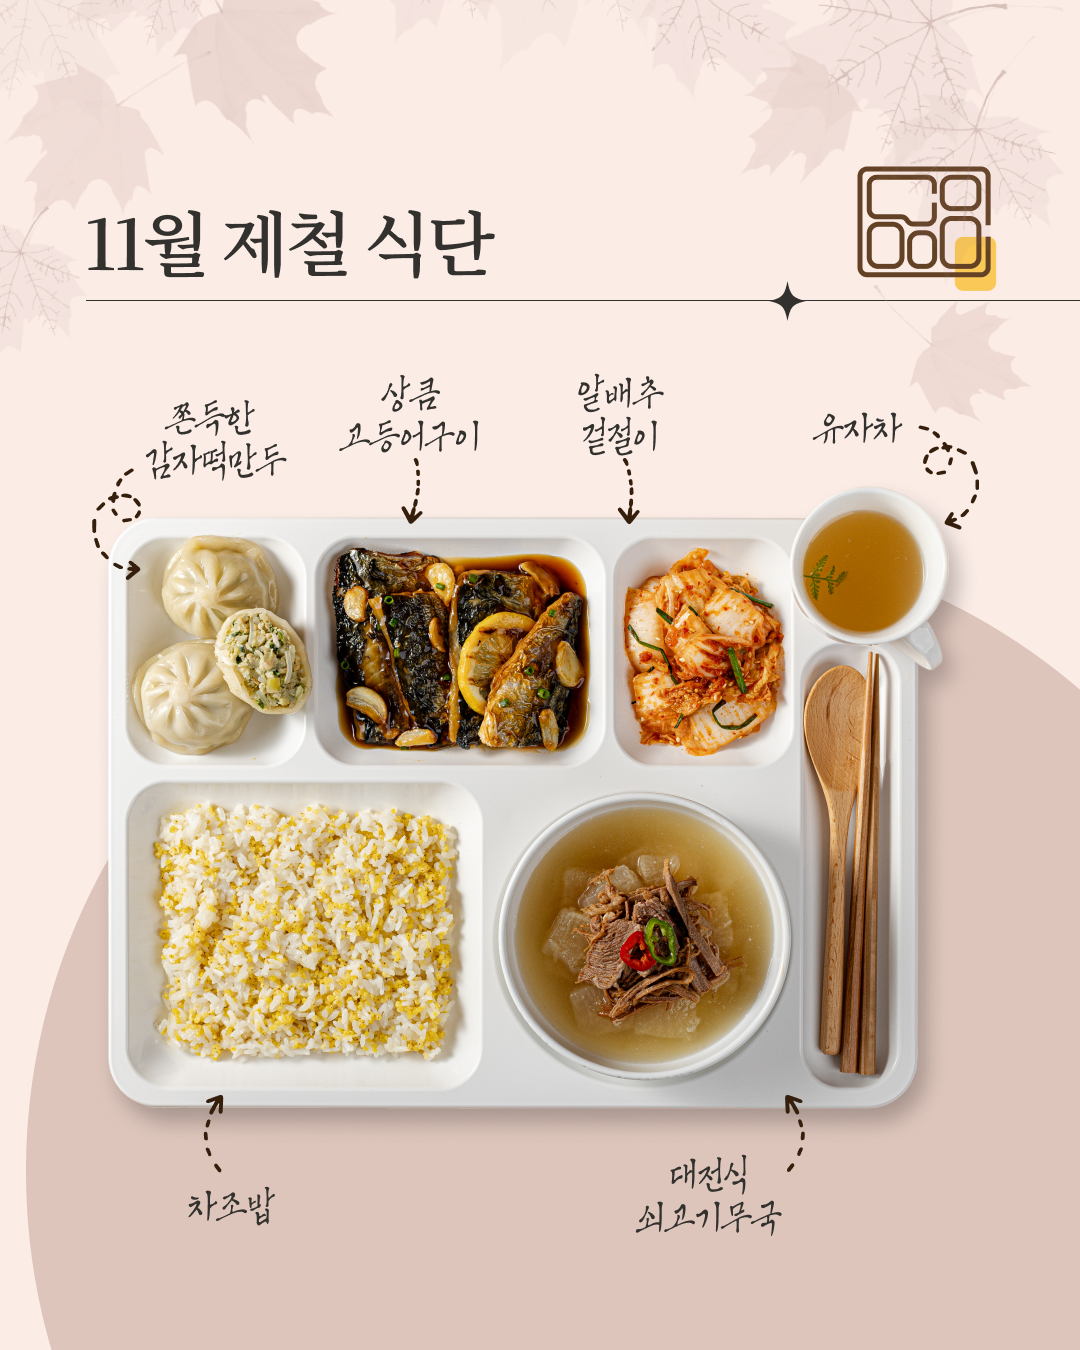 11월 제철 식단
쫀득한
감자떡만두
상큼
고등어구이
알배추
겉절이
유자차
차조밥
대전식
쇠고기무국